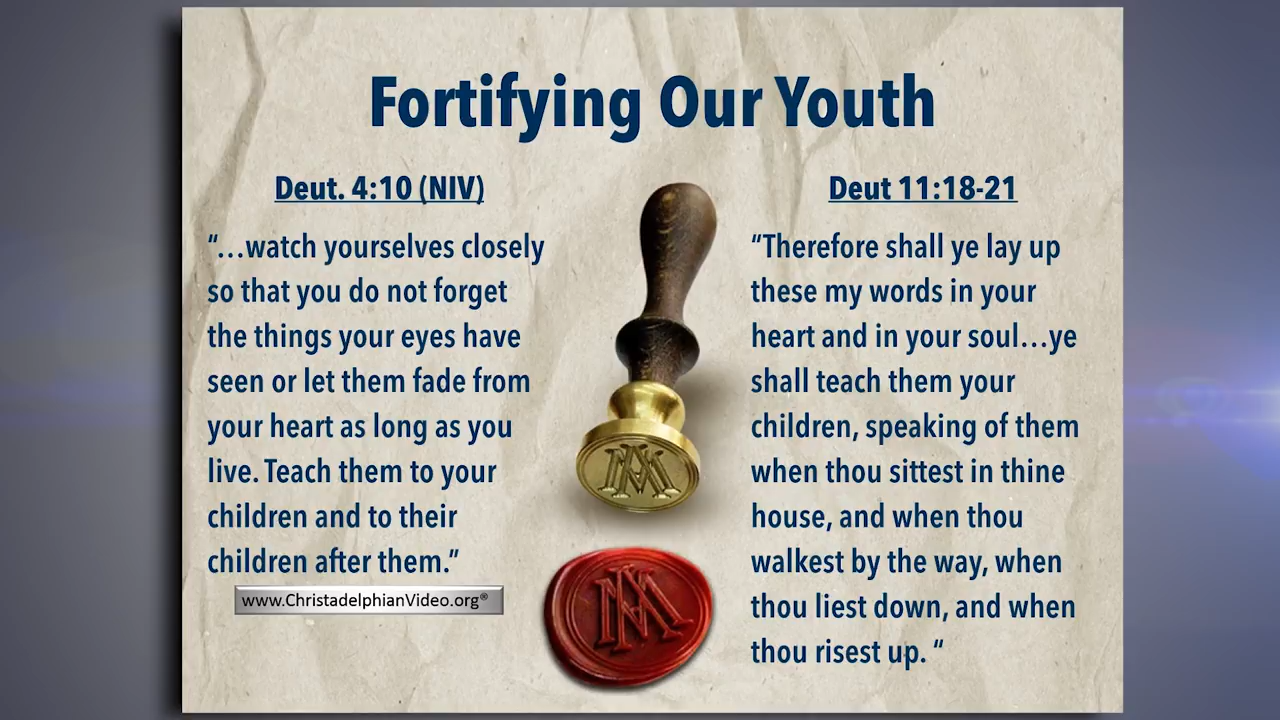 Fortifying Our Youth
Deut. 4:10 (NIV)
“…watch yourselves closely
so that you do not forget
the things your eyes have
seen or let them fade from
your heart as long as you
live. Teach them to your
children and to their
children after them.”
www.ChristadelphianVideo.org®
Deut 11:18-21
“Therefore shall ye lay up
these my words in your
heart and in your soul…ye
shall teach them your
children, speaking of them
when thou sittest in thine
house, and when thou
walkest by the way, when
thou liest down, and when
thou risest up. “